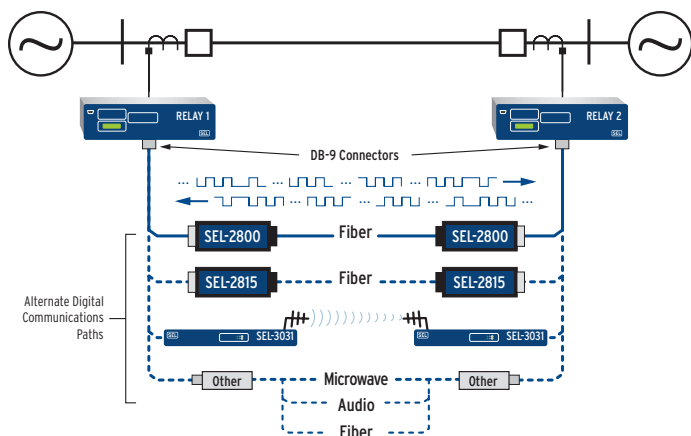 RELAY 1
SEL
RELAY 2
SEL
DB-9 Connectors
... ... ... ...
... ... ... ...
SEL-2800
Fiber
SEL-2800
SEL-2815
Fiber
SEL-2815
Alternate Digital
Communications
Paths
SEL
SEL-3031
SEL
SEL-3031
Other
Microwave
Other
Audio
Fiber